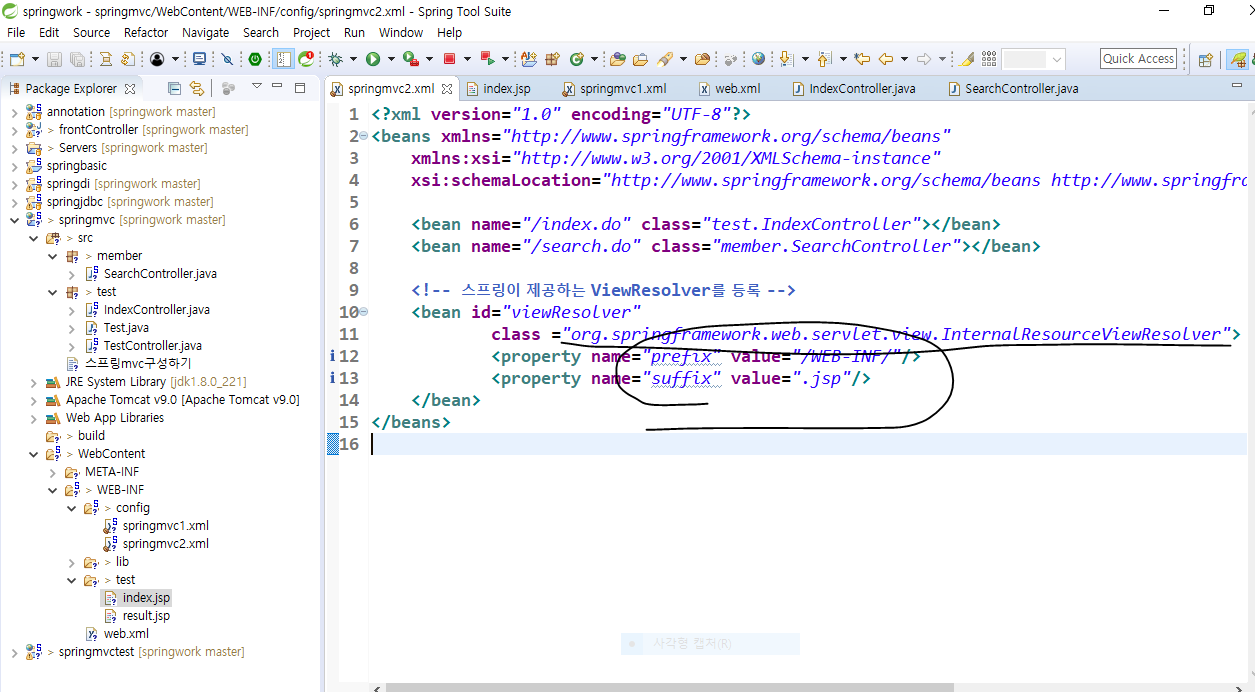 springwork - springmvc/WebContent/WEB-INF/config/springmvc2.xml - Spring Tool Suite
File Edit Source Refactor Navigate Search Project Run Window Help
Quick Access
Package Explorer
springmvc2.xml index.jsp springmvc1.xml web.xml IndexController.java SearchController.java
annotation [springwork master]
> frontController [springwork master]
> Servers [springwork master]
springbasic
springdi [springwork master]
springjdbc [springwork master]
> springmvc [springwork master]
> src
> member
SearchController.java
> test
IndexController.java
Test.java
TestController.java
스프링mvc구성하기
JRE System Library [jdk1.8.0_221]
Apache Tomcat v9.0 [Apache Tomcat v9.0]
Web App Libraries
> build
> WebContent
META-INF
> WEB-INF
> config
springmvc1.xml
springmvc2.xml
> lib
> test
index.jsp
result.jsp
web.xml
> springmvctest [springwork master]
1 <?xml version="1.0" encoding="UTF-8"?>
2 <beans xmlns="http://www.springframework.org/schema/beans"
3 xmlns:xsi="http://www.w3.org/2001/XMLSchema-instance"
4 xsi:schemaLocation="http://www.springframework.org/schema/beans http://www.springfra
5
6 <bean name="/index.do" class="test.IndexController"></bean>
7 <bean name="/search.do" class="member.SearchController"></bean>
8
9 <!-- 스프링이 제공하는 ViewResolver를 등록 -->
10 <bean id="viewResolver"
11 class ="org.springframework.web.servlet.view.InternalResourceViewResolver">
12 <property name="prefix" value="/WEB-INF/"/>
13 <property name="suffix" value=".jsp"/>
14 </bean>
15 </beans>
16
사각형 캡처(R)